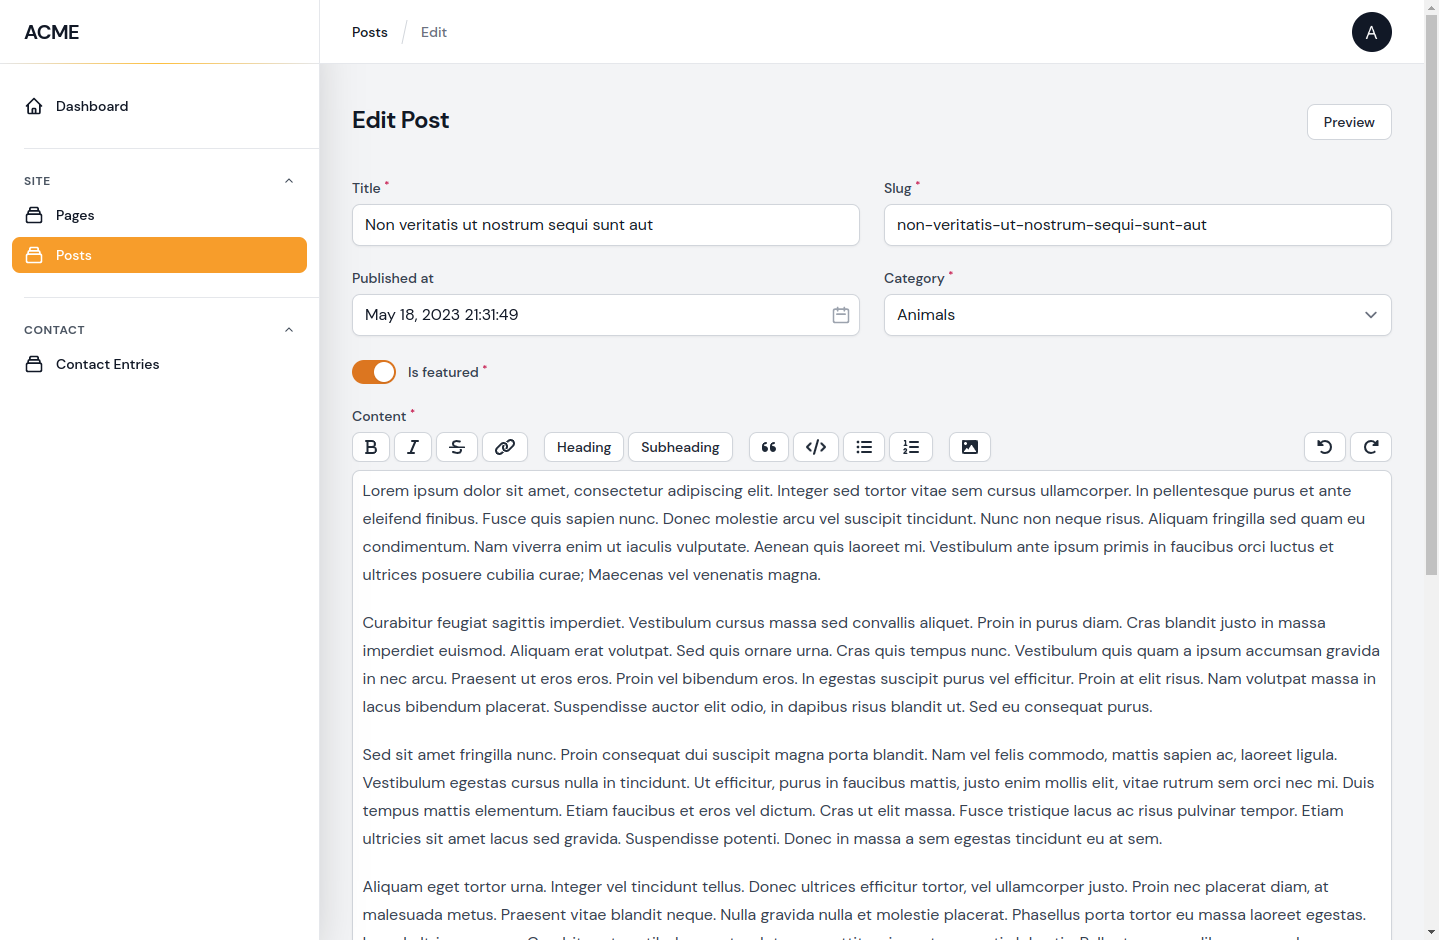 ACME
Posts / Edit
A
Dashboard
SITE
Pages
Posts
CONTACT
Contact Entries
Edit Post
Preview
Title *
Slug *
Non veritatis ut nostrum sequi sunt aut
non-veritatis-ut-nostrum-sequi-sunt-aut
Published at
Category *
May 18, 2023 21:31:49
Animals
Is featured *
Content *
B I S Heading Subheading
Lorem ipsum dolor sit amet, consectetur adipiscing elit. Integer sed tortor vitae sem cursus ullamcorper. In pellentesque purus et ante
eleifend finibus. Fusce quis sapien nunc. Donec molestie arcu vel suscipit tincidunt. Nunc non neque risus. Aliquam fringilla sed quam eu
condimentum. Nam viverra enim ut iaculis vulputate. Aenean quis laoreet mi. Vestibulum ante ipsum primis in faucibus orci luctus et
ultrices posuere cubilia curae; Maecenas vel venenatis magna.
Curabitur feugiat sagittis imperdiet. Vestibulum cursus massa sed convallis aliquet. Proin in purus diam. Cras blandit justo in massa
imperdiet euismod. Aliquam erat volutpat. Sed quis ornare urna. Cras quis tempus nunc. Vestibulum quis quam a ipsum accumsan gravida
in nec arcu. Praesent ut eros eros. Proin vel bibendum eros. In egestas suscipit purus vel efficitur. Proin at elit risus. Nam volutpat massa in
lacus bibendum placerat. Suspendisse auctor elit odio, in dapibus risus blandit ut. Sed eu consequat purus.
Sed sit amet fringilla nunc. Proin consequat dui suscipit magna porta blandit. Nam vel felis commodo, mattis sapien ac, laoreet ligula.
Vestibulum egestas cursus nulla in tincidunt. Ut efficitur, purus in faucibus mattis, justo enim mollis elit, vitae rutrum sem orci nec mi. Duis
tempus mattis elementum. Etiam faucibus et eros vel dictum. Cras ut elit massa. Fusce tristique lacus ac risus pulvinar tempor. Etiam
ultricies sit amet lacus sed gravida. Suspendisse potenti. Donec in massa a sem egestas tincidunt eu at sem.
Aliquam eget tortor urna. Integer vel tincidunt tellus. Donec ultrices efficitur tortor, vel ullamcorper justo. Proin nec placerat diam, at
malesuada metus. Praesent vitae blandit neque. Nulla gravida nulla et molestie placerat. Phasellus porta tortor eu massa laoreet egestas.